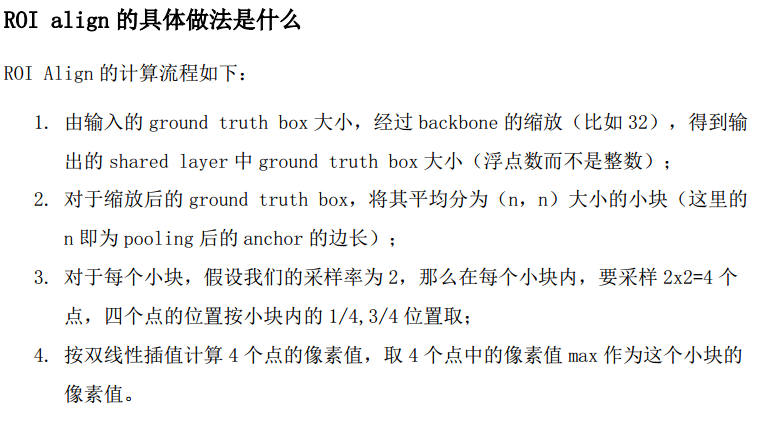 ROI align 的具体做法是什么
ROI Align 的计算流程如下：
1. 由输入的 ground truth box 大小，经过 backbone 的缩放（比如 32），得到输
出的 shared layer 中 ground truth box 大小（浮点数而不是整数）；
2. 对于缩放后的 ground truth box，将其平均分为（n，n）大小的小块（这里的
n 即为 pooling 后的 anchor 的边长）；
3. 对于每个小块，假设我们的采样率为 2，那么在每个小块内，要采样 2x2=4 个
点，四个点的位置按小块内的 1/4,3/4 位置取；
4. 按双线性插值计算 4 个点的像素值，取 4 个点中的像素值 max 作为这个小块的
像素值。